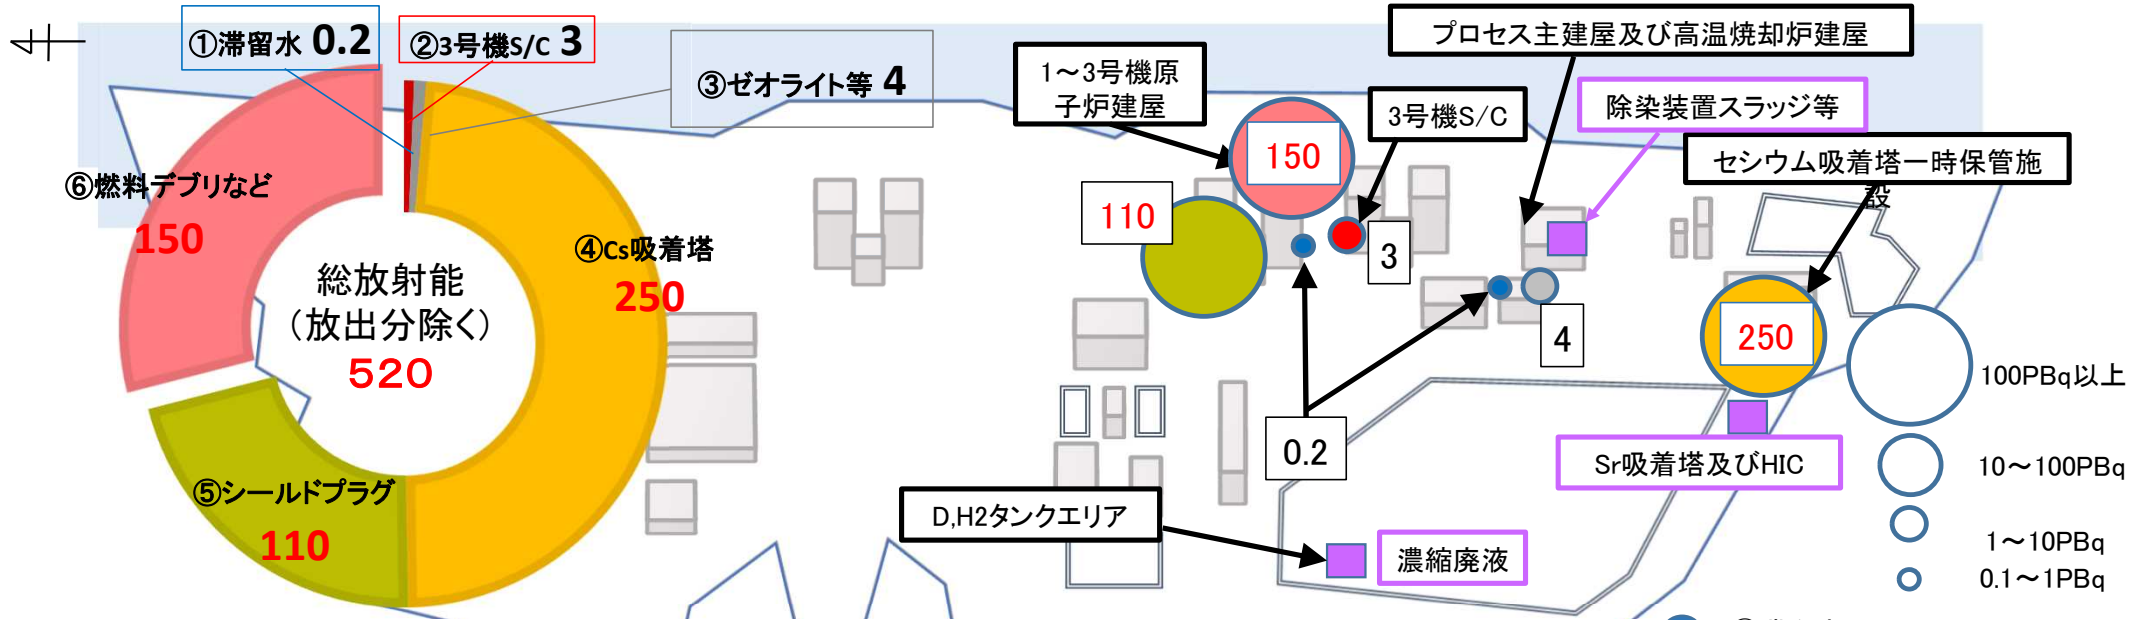 ①滞留水 0.2
②3号機S/C 3
③ゼオライト等 4
⑥燃料デブリなど
150
④Cs吸着塔
250
総放射能
（放出分除く）
520
⑤シールドプラグ
110
1～3号機原
子炉建屋
プロセス主建屋及び高温焼却炉建屋
3号機S/C
除染装置スラッジ等
セシウム吸着塔一時保管施
設
150
110
3
4
250
0.2
100PBq以上
10～100PBq
1～10PBq
0.1～1PBq
Sr吸着塔及びHIC
D,H2タンクエリア
濃縮廃液